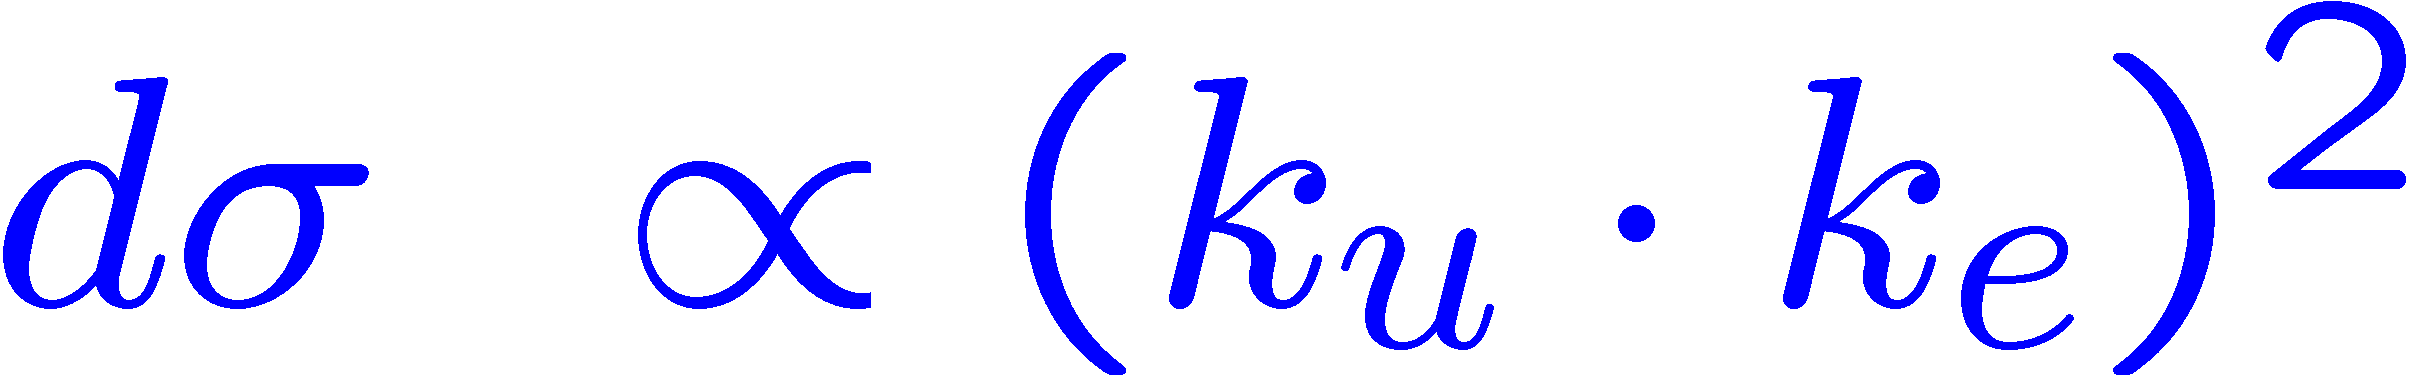 dσ ∝ (k_u · k_e)²